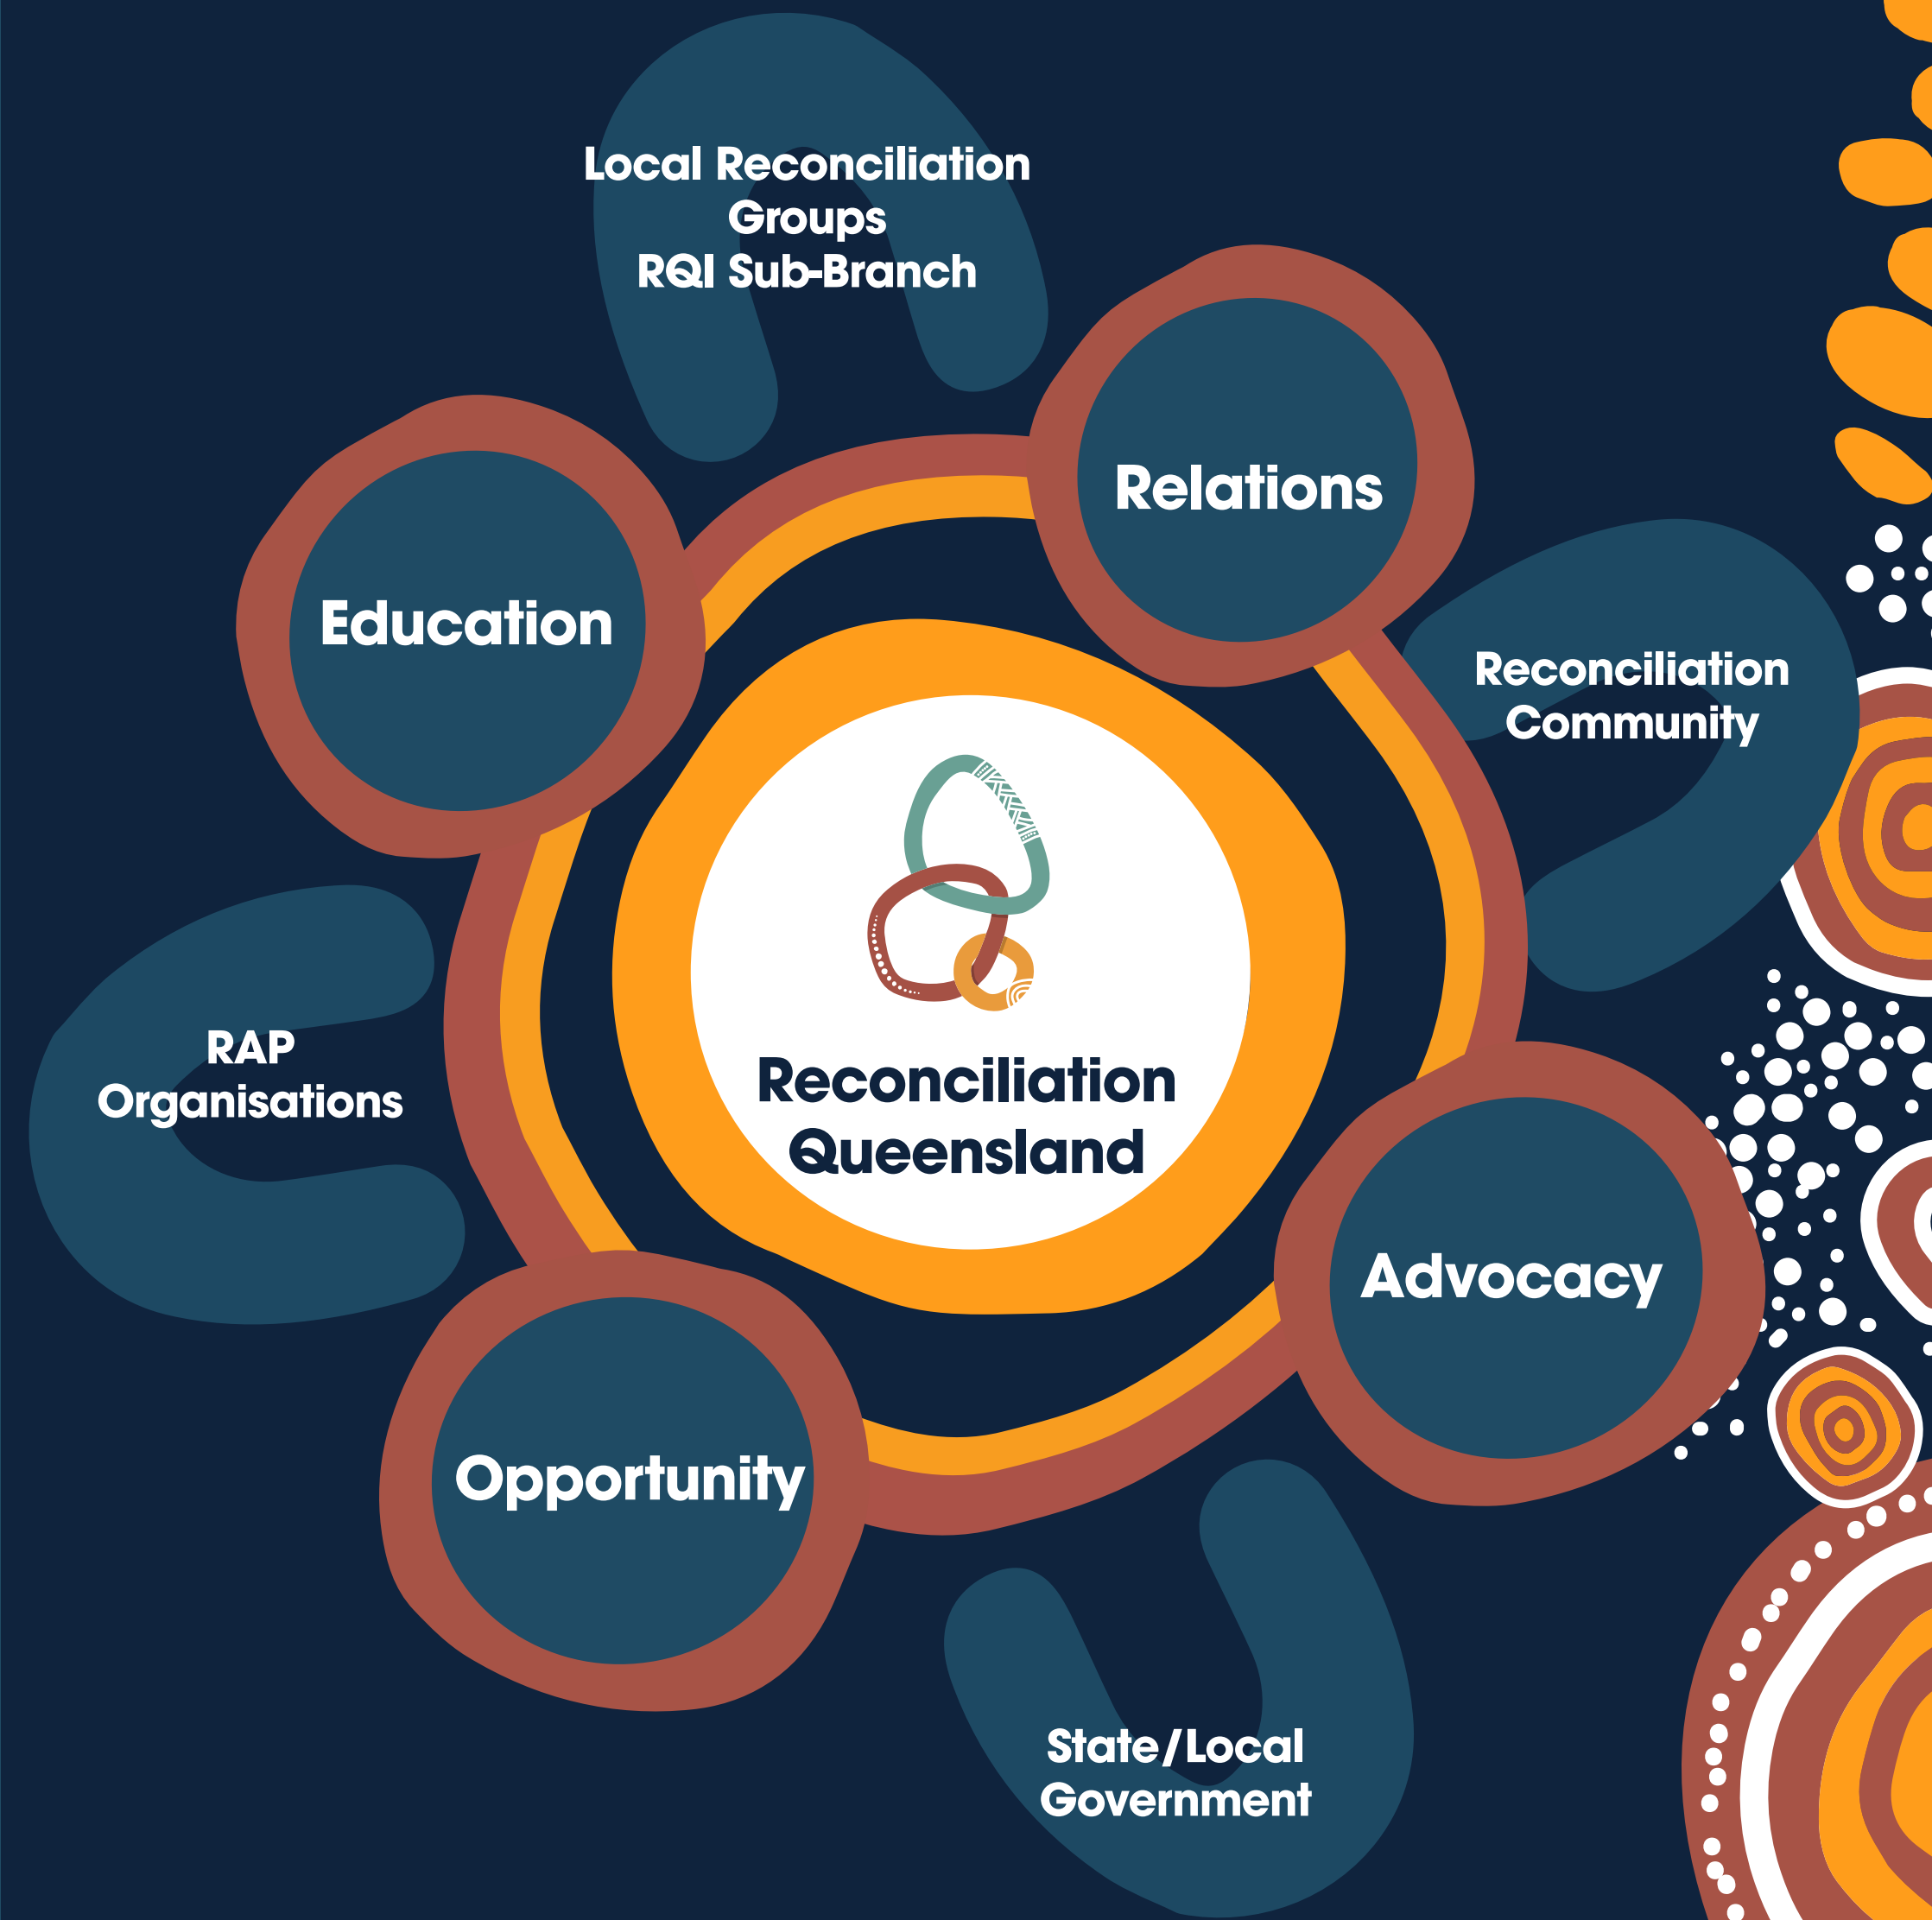 Local Reconciliation
Groups
RQI Sub-Branch
Relations
Education
Reconciliation
Community
RAP
Organisations
Reconciliation
Queensland
Advocacy
Opportunity
State/Local
Government